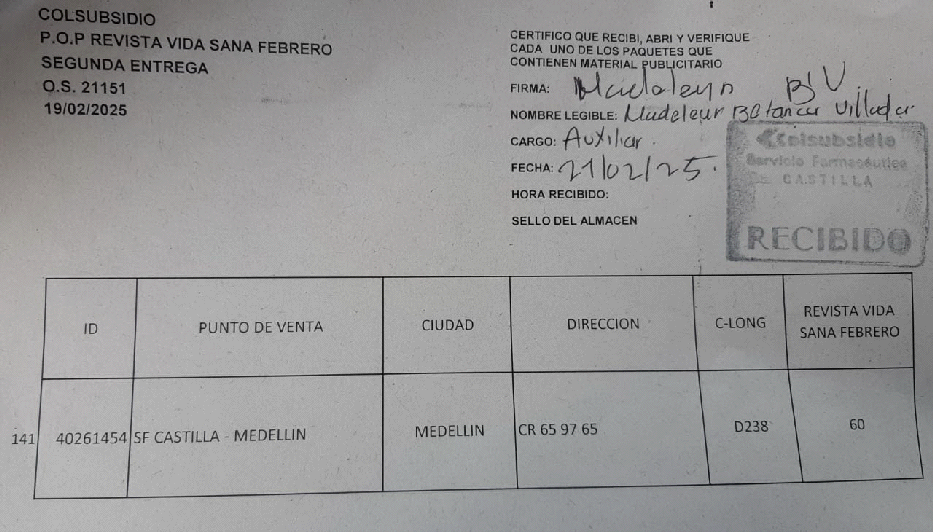 COLSUBSIDIO
P.O.P REVISTA VIDA SANA FEBRERO
SEGUNDA ENTREGA
O.S. 21151
19/02/2025
CERTIFICO QUE RECIBI, ABRI Y VERIFIQUE
CADA UNO DE LOS PAQUETES QUE
CONTIENEN MATERIAL PUBLICITARIO
FIRMA:
NOMBRE LEGIBLE:
CARGO: Auxiliar.
FECHA: 21/02/25.
HORA RECIBIDO:
SELLO DEL ALMACEN
Colsubsidio
Servicio Farmacéutico
CASTILLA
RECIBIDO
ID PUNTO DE VENTA CIUDAD DIRECCION C-LONG REVISTA VIDA
SANA FEBRERO
141 40261454 SF CASTILLA - MEDELLIN MEDELLIN CR 65 97 65 D238 60